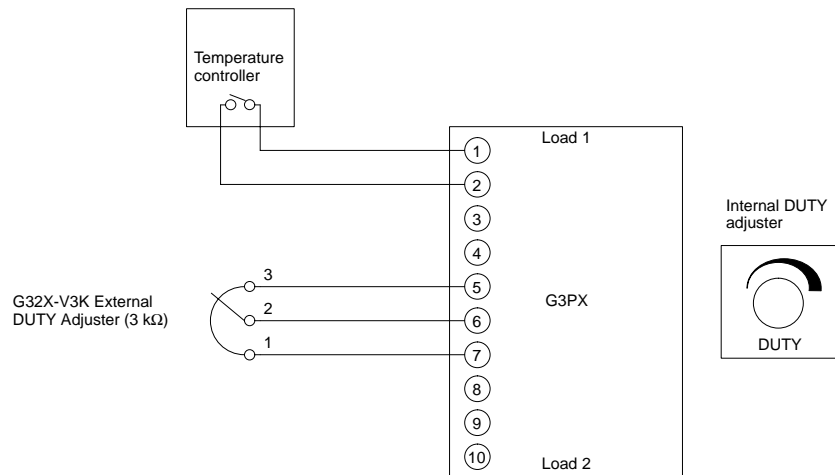 Temperature
controller
Load 1
1
2
3
4
5
6
7
8
9
10
G3PX
Load 2
G32X-V3K External
DUTY Adjuster (3 kΩ)
3
2
1
Internal DUTY
adjuster
DUTY